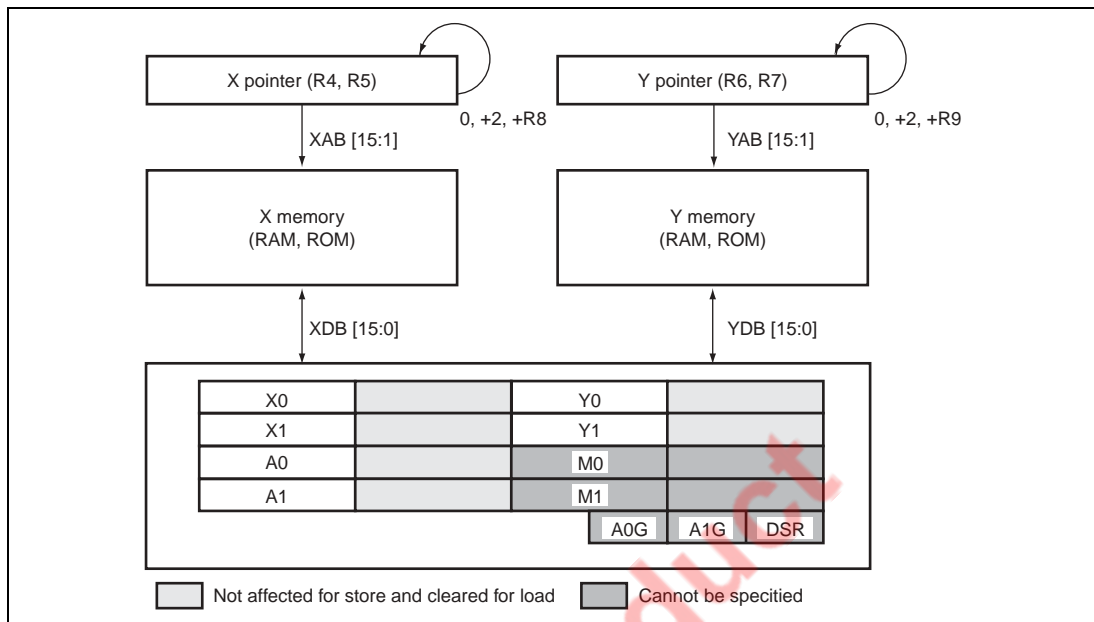 X pointer (R4, R5)
Y pointer (R6, R7)
0, +2, +R8
0, +2, +R9
XAB [15:1]
YAB [15:1]
X memory
(RAM, ROM)
Y memory
(RAM, ROM)
XDB [15:0]
YDB [15:0]
X0
Y0
X1
Y1
A0
M0
A1
M1
A0G
A1G
DSR
Not affected for store and cleared for load
Cannot be specitied
duct